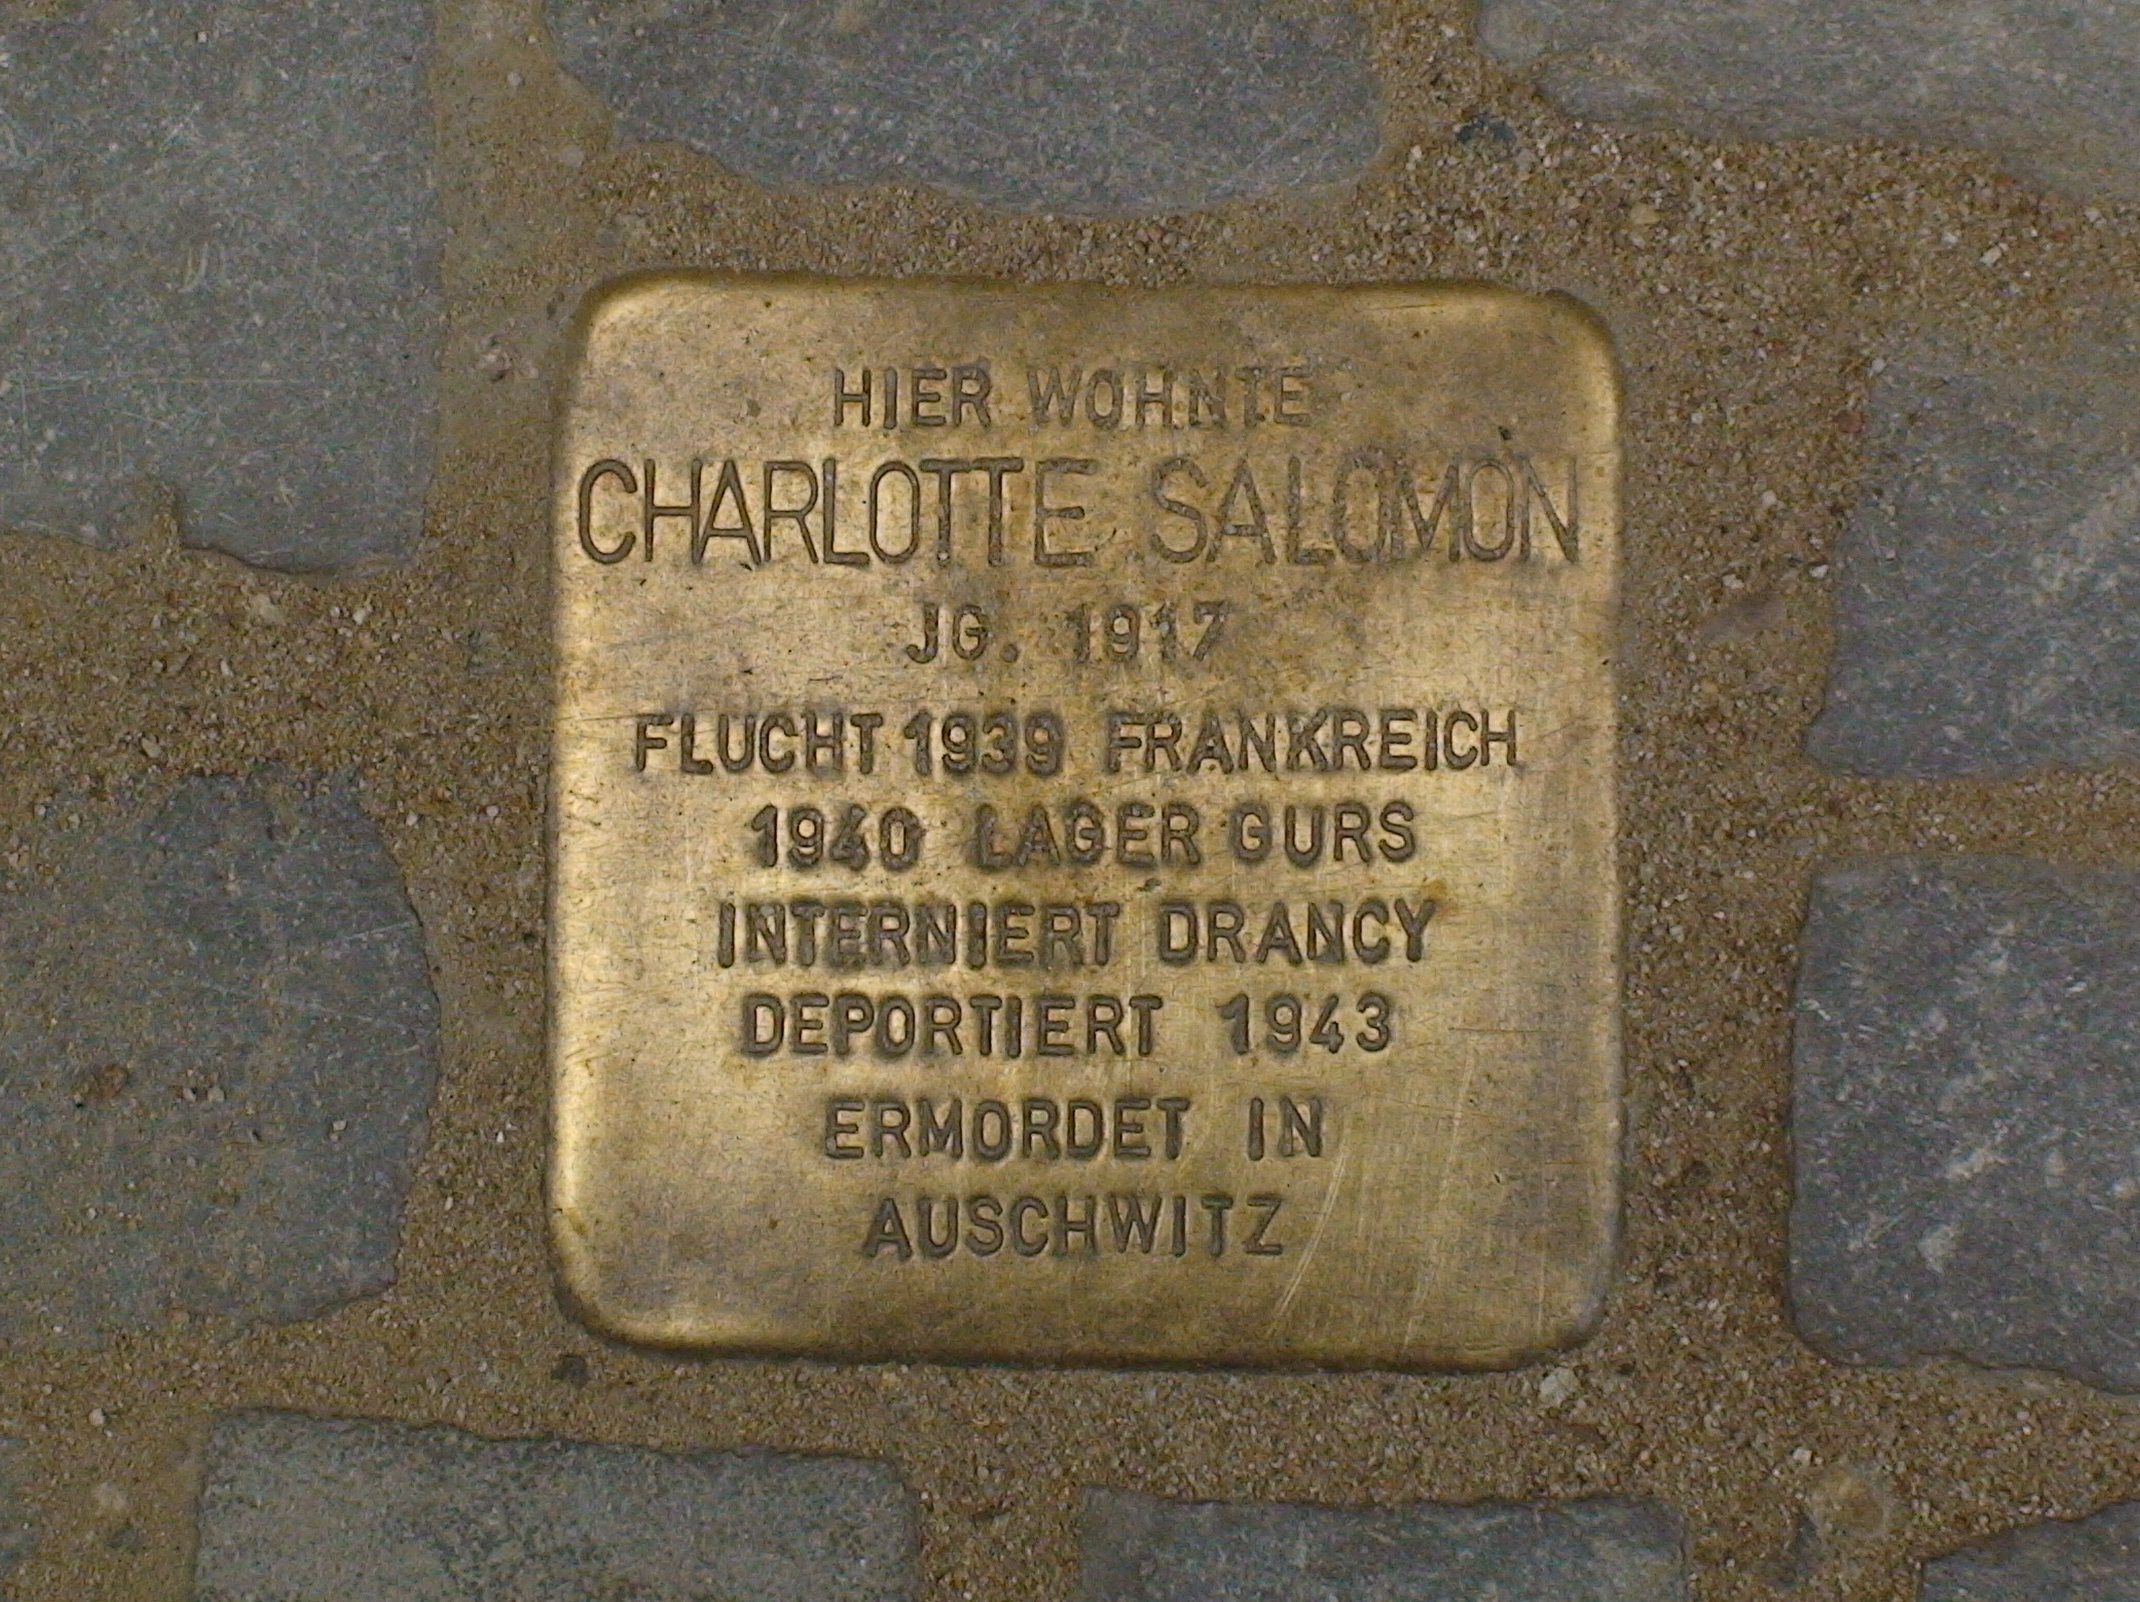 HIER WOHNTE
CHARLOTTE SALOMON
JG. 1917
FLUCHT 1939 FRANKREICH
1940 LAGER GURS
INTERNIERT DRANCY
DEPORTIERT 1943
ERMORDET IN
AUSCHWITZ